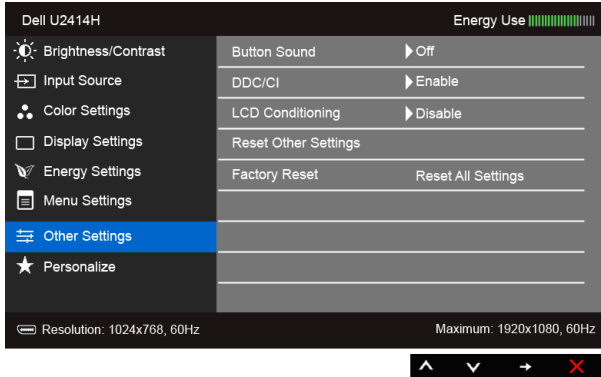 Dell U2414H Energy Use
Brightness/Contrast Button Sound Off
Input Source DDC/CI Enable
Color Settings LCD Conditioning Disable
Display Settings Reset Other Settings
Energy Settings Factory Reset Reset All Settings
Menu Settings
Other Settings
Personalize
Resolution: 1024x768, 60Hz Maximum: 1920x1080, 60Hz